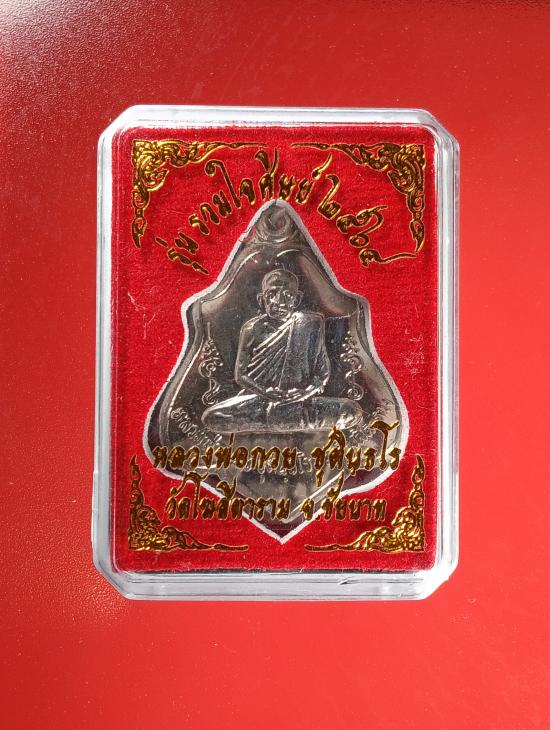 รุ่น รวมใจศิษย์ ๒๕๖๔
หลวงพ่อกวย ชุตินฺธโร
วัดโฆสิตาราม จ.ชัยนาท